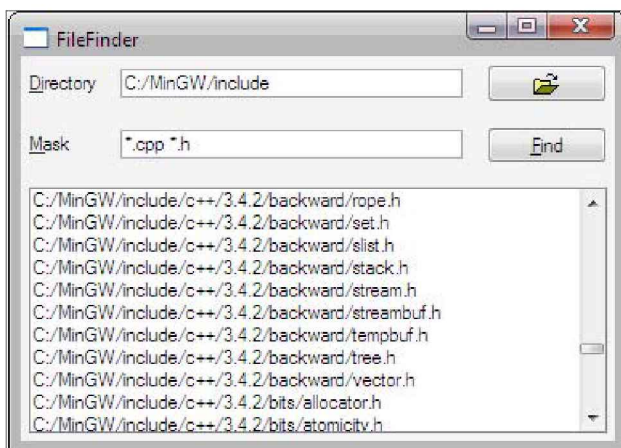 FileFinder
Directory C:/MinGW/include
Mask *.cpp *.h Find
C:/MinGW/include/c++/3.4.2/backward/rope.h
C:/MinGW/include/c++/3.4.2/backward/set.h
C:/MinGW/include/c++/3.4.2/backward/slist.h
C:/MinGW/include/c++/3.4.2/backward/stack.h
C:/MinGW/include/c++/3.4.2/backward/stream.h
C:/MinGW/include/c++/3.4.2/backward/streambuf.h
C:/MinGW/include/c++/3.4.2/backward/tempbuf.h
C:/MinGW/include/c++/3.4.2/backward/tree.h
C:/MinGW/include/c++/3.4.2/backward/vector.h
C:/MinGW/include/c++/3.4.2/bits/allocator.h
C:/MinGW/include/c++/3.4.2/bits/atomicity.h